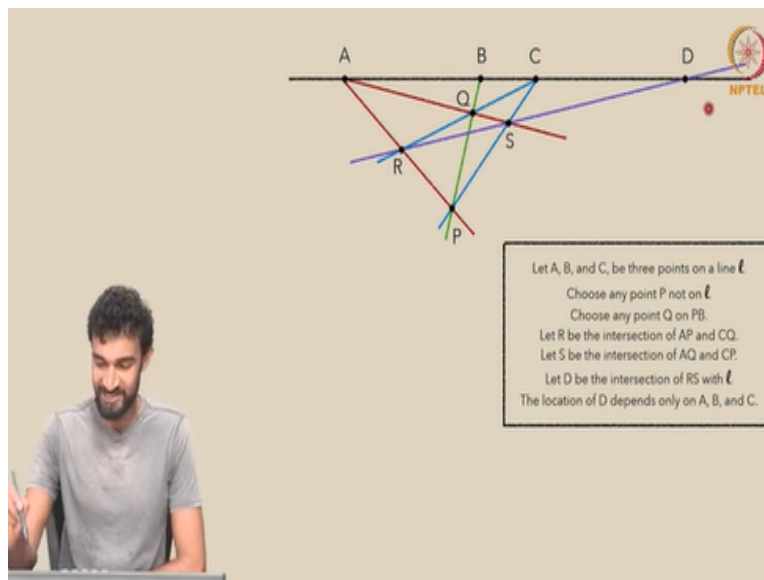 A B C D
NPTEL
Q
S
R
P
Let A, B, and C, be three points on a line ℓ
Choose any point P not on ℓ
Choose any point Q on PB.
Let R be the intersection of AP and CQ.
Let S be the intersection of AQ and CP.
Let D be the intersection of RS with ℓ
The location of D depends only on A, B, and C.